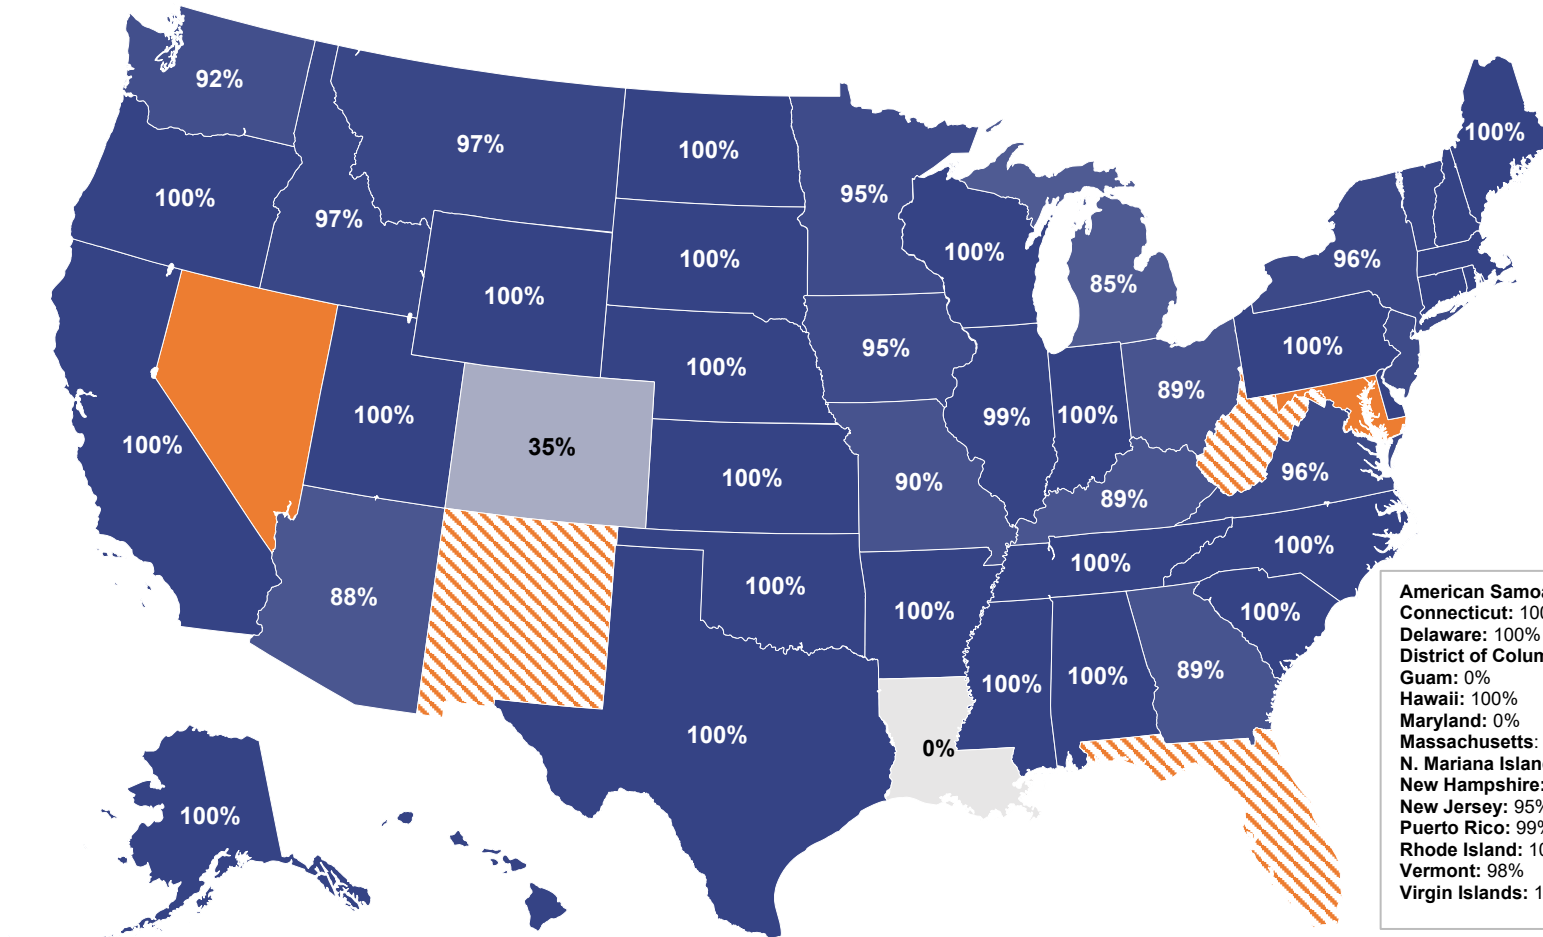 92%
97%
100%
100%
100%
97%
95%
100%
96%
100%
85%
100%
100%
95%
100%
100%
89%
99%
100%
100%
100%
35%
96%
100%
90%
89%
100%
100%
100%
88%
100%
100%
89%
100%
100%
100%
0%
100%
American Samoa
Connecticut: 100
Delaware: 100%
District of Colum
Guam: 0%
Hawaii: 100%
Maryland: 0%
Massachusetts:
N. Mariana Island
New Hampshire:
New Jersey: 95%
Puerto Rico: 99%
Rhode Island: 10
Vermont: 98%
Virgin Islands: 1